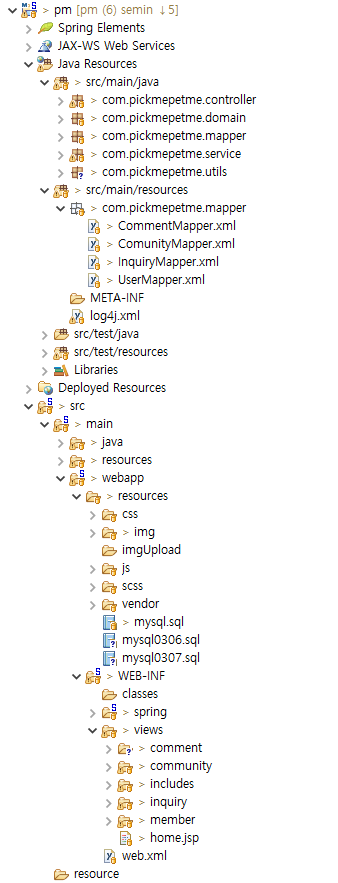 > pm [pm (6) semin ↓5]
Spring Elements
JAX-WS Web Services
Java Resources
> src/main/java
> com.pickmepetme.controller
> com.pickmepetme.domain
> com.pickmepetme.mapper
> com.pickmepetme.service
> com.pickmepetme.utils
> src/main/resources
> com.pickmepetme.mapper
> CommentMapper.xml
> ComunityMapper.xml
> InquiryMapper.xml
> UserMapper.xml
META-INF
log4j.xml
src/test/java
src/test/resources
Libraries
Deployed Resources
> src
> main
> java
> resources
> webapp
> resources
css
> img
imgUpload
js
scss
vendor
> mysql.sql
mysql0306.sql
mysql0307.sql
> WEB-INF
classes
> spring
> views
> comment
> community
> includes
> inquiry
> member
> home.jsp
web.xml
resource